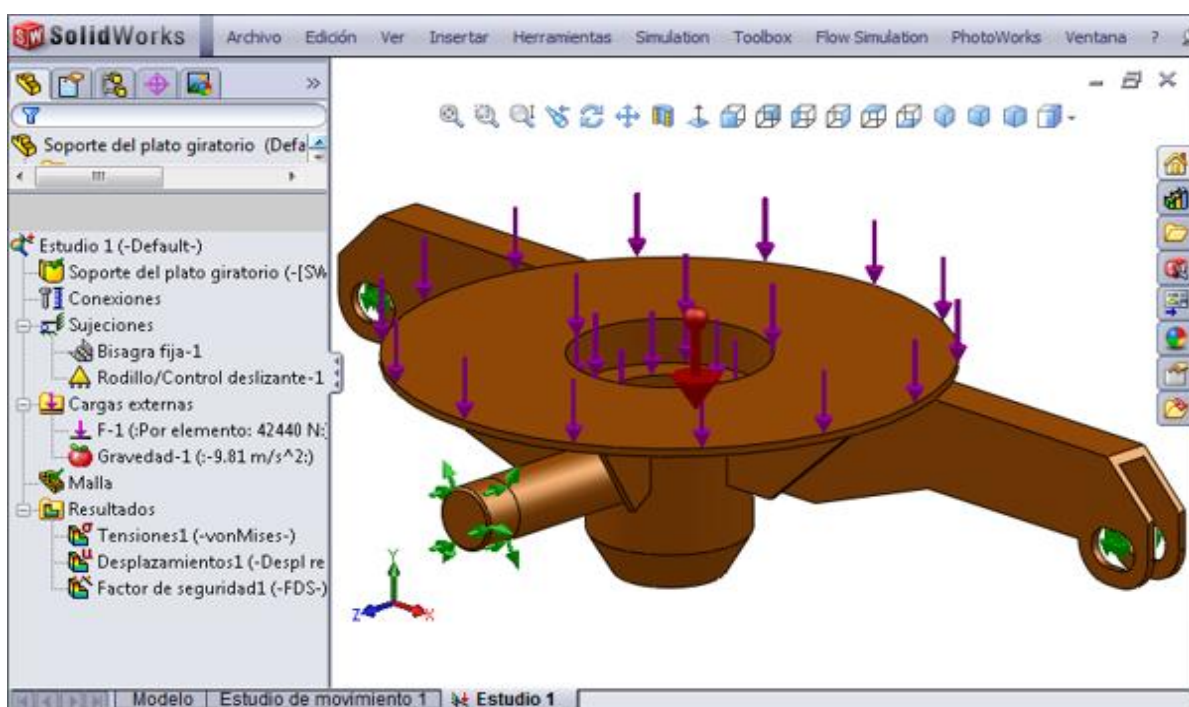 SolidWorks Archivo Edición Ver Insertar Herramientas Simulation Toolbox Flow Simulation PhotoWorks Ventana ?
Soporte del plato giratorio (Defa
Estudio 1 (-Default-)
Soporte del plato giratorio (-[SW
Conexiones
Sujeciones
Bisagra fija-1
Rodillo/Control deslizante-1
Cargas externas
F-1 (:Por elemento: 42440 N:
Gravedad-1 (:-9.81 m/s^2:)
Malla
Resultados
Tensiones1 (-vonMises-)
Desplazamientos1 (-Despl re
Factor de seguridad1 (-FDS-)
Y
Z X
Modelo Estudio de movimiento 1 Estudio 1